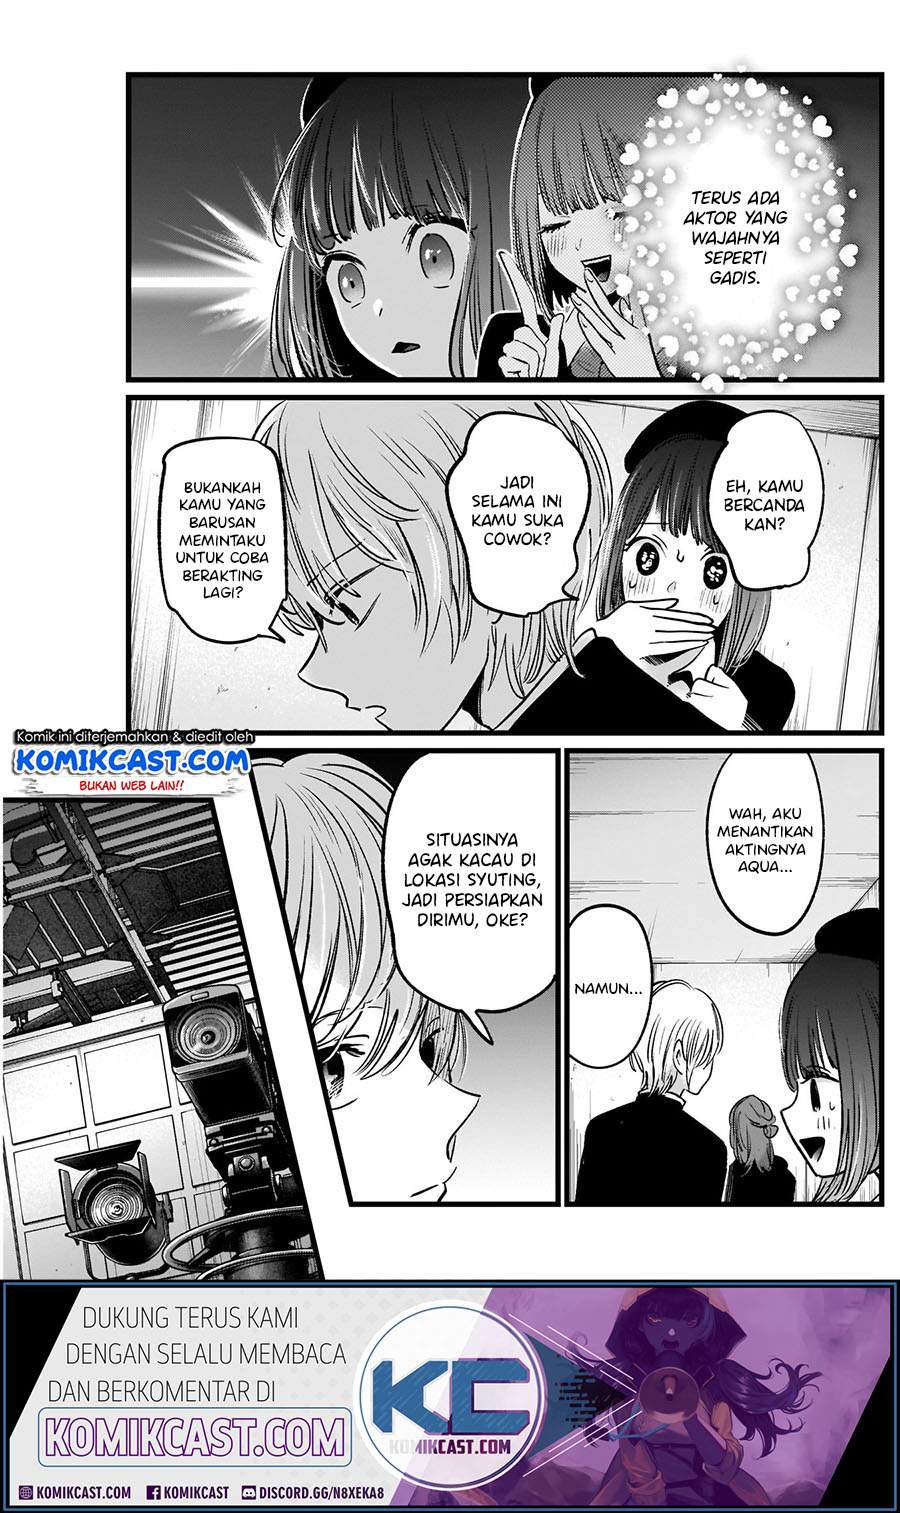 TERUS ADA
AKTOR YANG
WAJAHNYA
SEPERTI
GADIS.
EH, KAMU
BERCANDA
KAN?
JADI
SELAMA INI
KAMU SUKA
COWOK?
BUKANKAH
KAMU YANG
BARUSAN
MEMINTAKU
UNTUK COBA
BERAKTING
LAGI?
Komik ini diterjemahkan & diedit oleh
KOMIKCAST.COM
BUKAN WEB LAIN!!
WAH, AKU
MENANTIKAN
AKTINGNYA
AQUA...
NAMUN...
SITUASINYA
AGAK KACAU DI
LOKASI SYUTING,
JADI PERSIAPKAN
DIRIMU, OKE?
DUKUNG TERUS KAMI
DENGAN SELALU MEMBACA
DAN BERKOMENTAR DI
KOMIKCAST.COM
KC
KOMIKCAST.COM
KOMIKCAST.COM
KOMIKCAST
DISCORD.GG/N8XEKA8